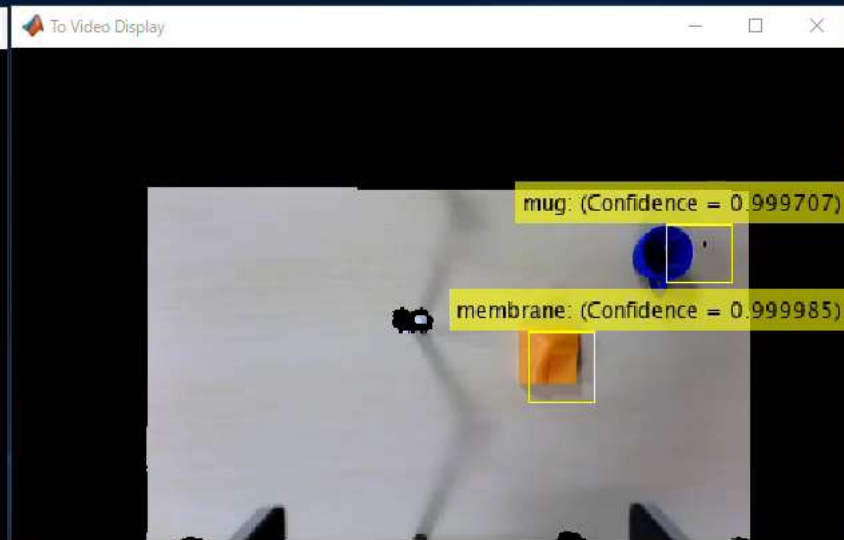 To Video Display
mug: (Confidence = 0.999707)
membrane: (Confidence = 0.999985)